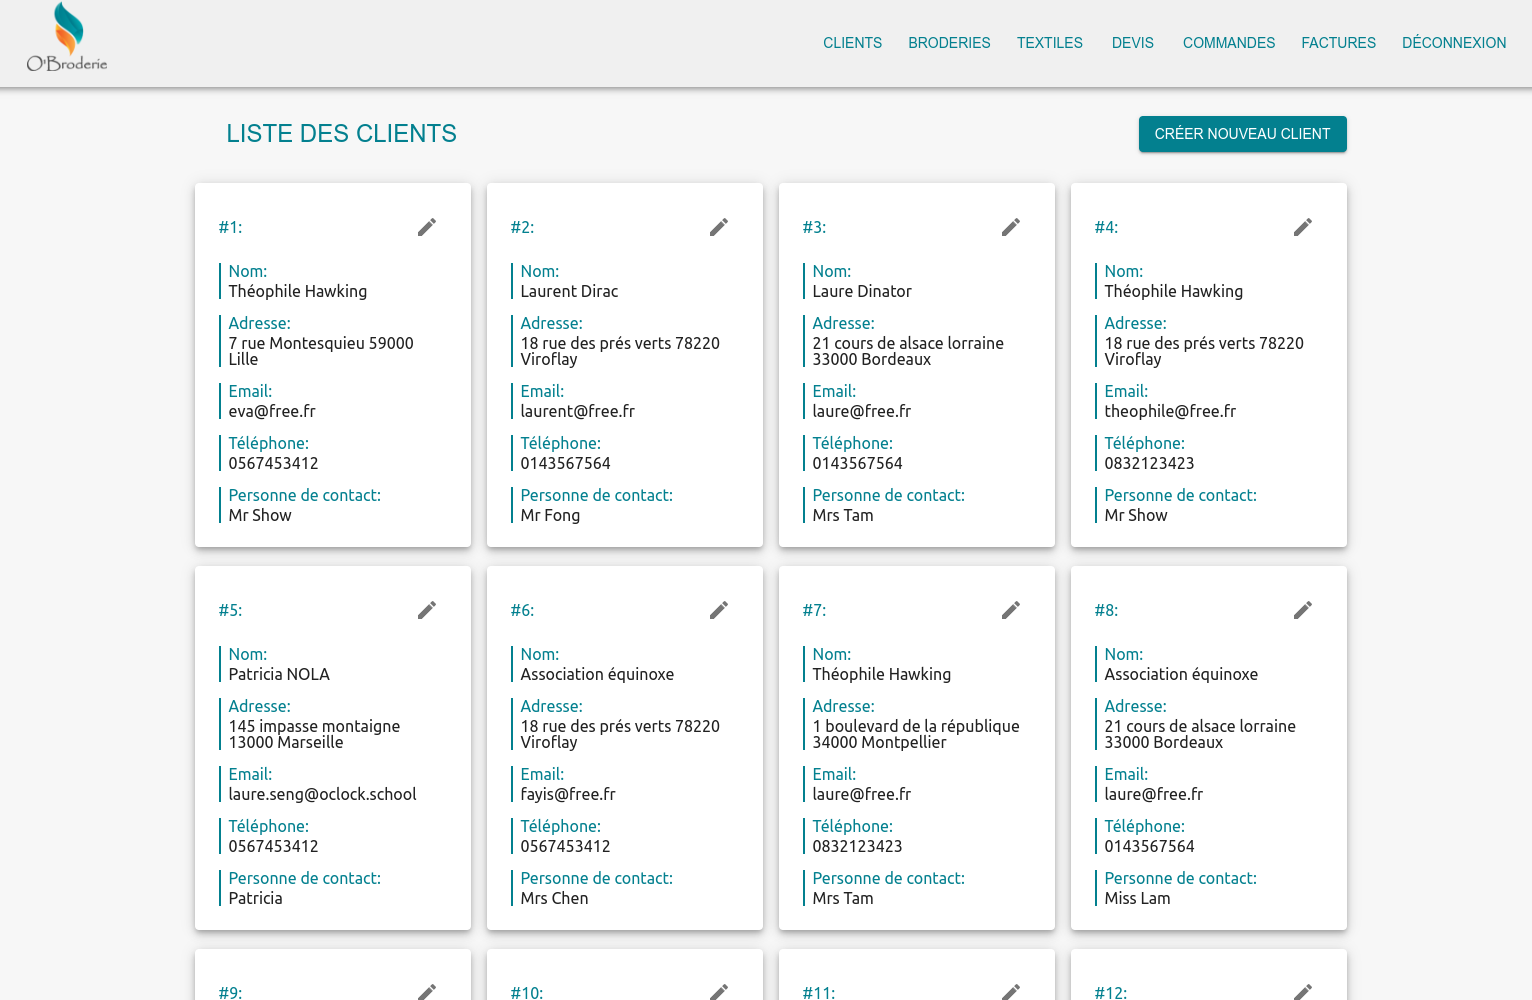 O'Broderie
CLIENTS BRODERIES TEXTILES DEVIS COMMANDES FACTURES DÉCONNEXION
LISTE DES CLIENTS
CRÉER NOUVEAU CLIENT
#1:
Nom:
Théophile Hawking
Adresse:
7 rue Montesquieu 59000
Lille
Email:
eva@free.fr
Téléphone:
0567453412
Personne de contact:
Mr Show
#2:
Nom:
Laurent Dirac
Adresse:
18 rue des prés verts 78220
Viroflay
Email:
laurent@free.fr
Téléphone:
0143567564
Personne de contact:
Mr Fong
#3:
Nom:
Laure Dinator
Adresse:
21 cours de alsace lorraine
33000 Bordeaux
Email:
laure@free.fr
Téléphone:
0143567564
Personne de contact:
Mrs Tam
#4:
Nom:
Théophile Hawking
Adresse:
18 rue des prés verts 78220
Viroflay
Email:
theophile@free.fr
Téléphone:
0832123423
Personne de contact:
Mr Show
#5:
Nom:
Patricia NOLA
Adresse:
145 impasse montaigne
13000 Marseille
Email:
laure.seng@oclock.school
Téléphone:
0567453412
Personne de contact:
Patricia
#6:
Nom:
Association équinoxe
Adresse:
18 rue des prés verts 78220
Viroflay
Email:
fayis@free.fr
Téléphone:
0567453412
Personne de contact:
Mrs Chen
#7:
Nom:
Théophile Hawking
Adresse:
1 boulevard de la république
34000 Montpellier
Email:
laure@free.fr
Téléphone:
0832123423
Personne de contact:
Mrs Tam
#8:
Nom:
Association équinoxe
Adresse:
21 cours de alsace lorraine
33000 Bordeaux
Email:
laure@free.fr
Téléphone:
0143567564
Personne de contact:
Miss Lam
#9:
#10:
#11:
#12: